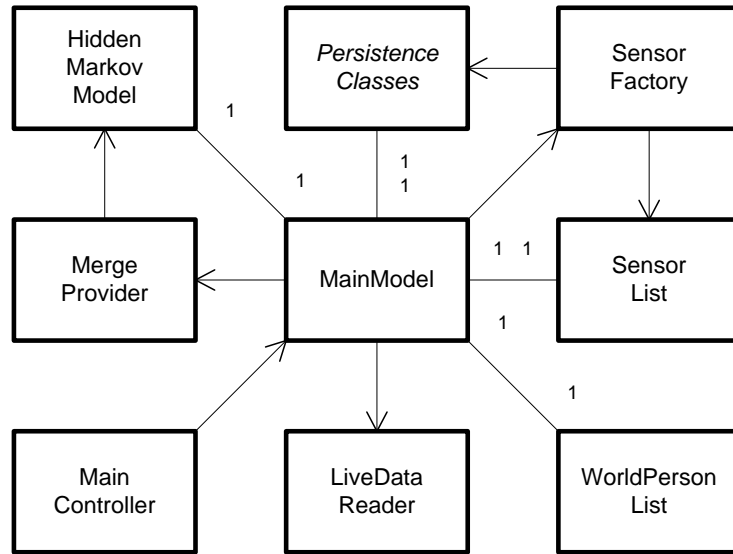 Hidden
Markov
Model
Persistence
Classes
Sensor
Factory
1
1
1
1
Merge
Provider
MainModel
1 1
Sensor
List
1
1
Main
Controller
LiveData
Reader
WorldPerson
List